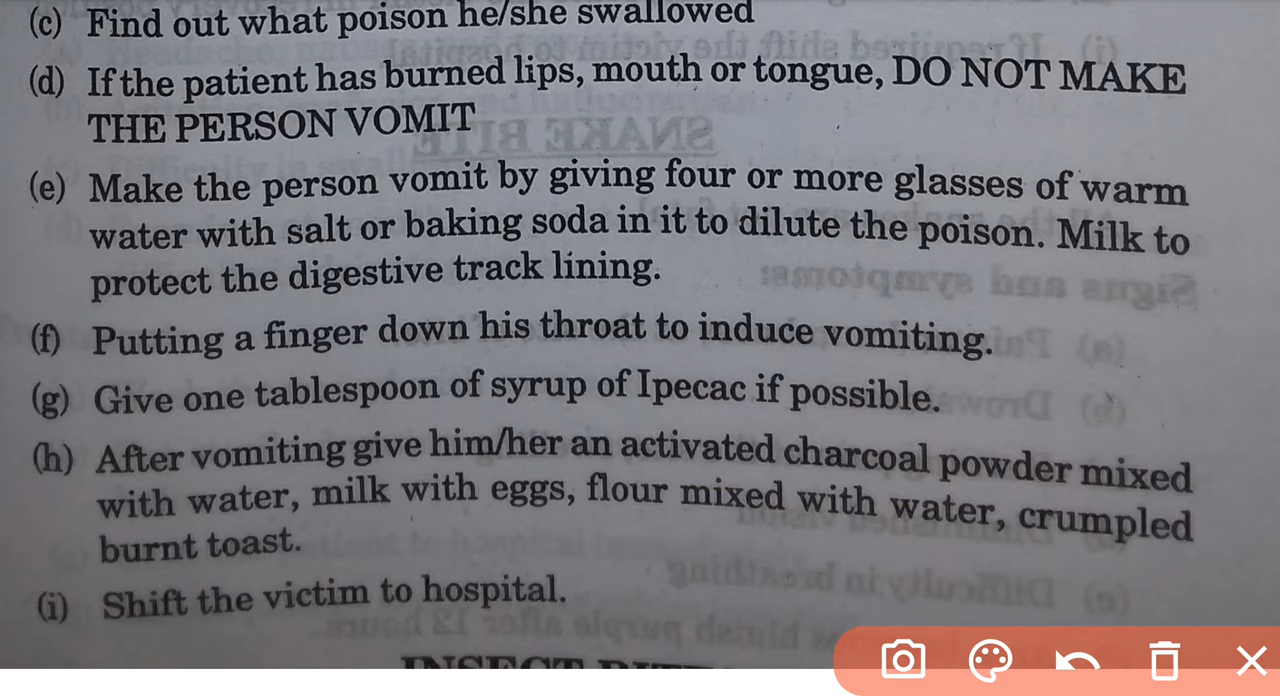 (c) Find out what poison he/she swallowed
(d) If the patient has burned lips, mouth or tongue, DO NOT MAKE
THE PERSON VOMIT
(e) Make the person vomit by giving four or more glasses of warm
water with salt or baking soda in it to dilute the poison. Milk to
protect the digestive track lining.
(f) Putting a finger down his throat to induce vomiting.
(g) Give one tablespoon of syrup of Ipecac if possible.
(h) After vomiting give him/her an activated charcoal powder mixed
with water, milk with eggs, flour mixed with water, crumpled
burnt toast.
(i) Shift the victim to hospital.